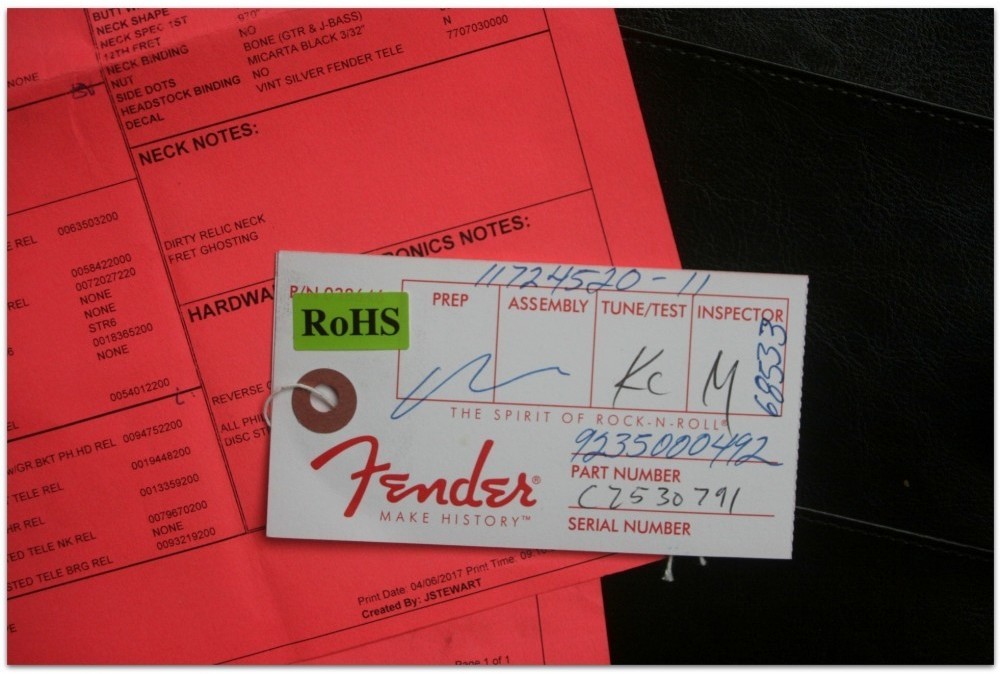 NECK SHAPE
NECK SPEC 1ST
12TH FRET
NECK BINDING NO
NUT BONE (GTR & J-BASS)
SIDE DOTS MICARTA BLACK 3/32"
HEADSTOCK BINDING NO
DECAL VINT SILVER FENDER TELE
N
7707030000
NONE
NECK NOTES:
DIRTY RELIC NECK
FRET GHOSTING
ONICS NOTES:
HARDWA
REVERSE
ALL
DISC
E REL 0063503200
0058422000
REL 0072027220
NONE
NONE
STR6
0018365200
NONE
0054012200
EL
w/GR.BKT PH.HD REL 0094752200
0019448200
TELE REL
0013359200
HR REL
0079670200
TED TELE NK REL NONE
STED TELE BRG REL 0093219200
Print Date: 04/06/2017 Print Time: 09:
Created By: JSTEWART
Page 1 of 1
11724520-11
P/N
RoHS
PREP ASSEMBLY TUNE/TEST INSPECTOR
KC M 68533
THE SPIRIT OF ROCK-N-ROLL®
Fender®
MAKE HISTORY™
9235000492
PART NUMBER
CZ530791
SERIAL NUMBER